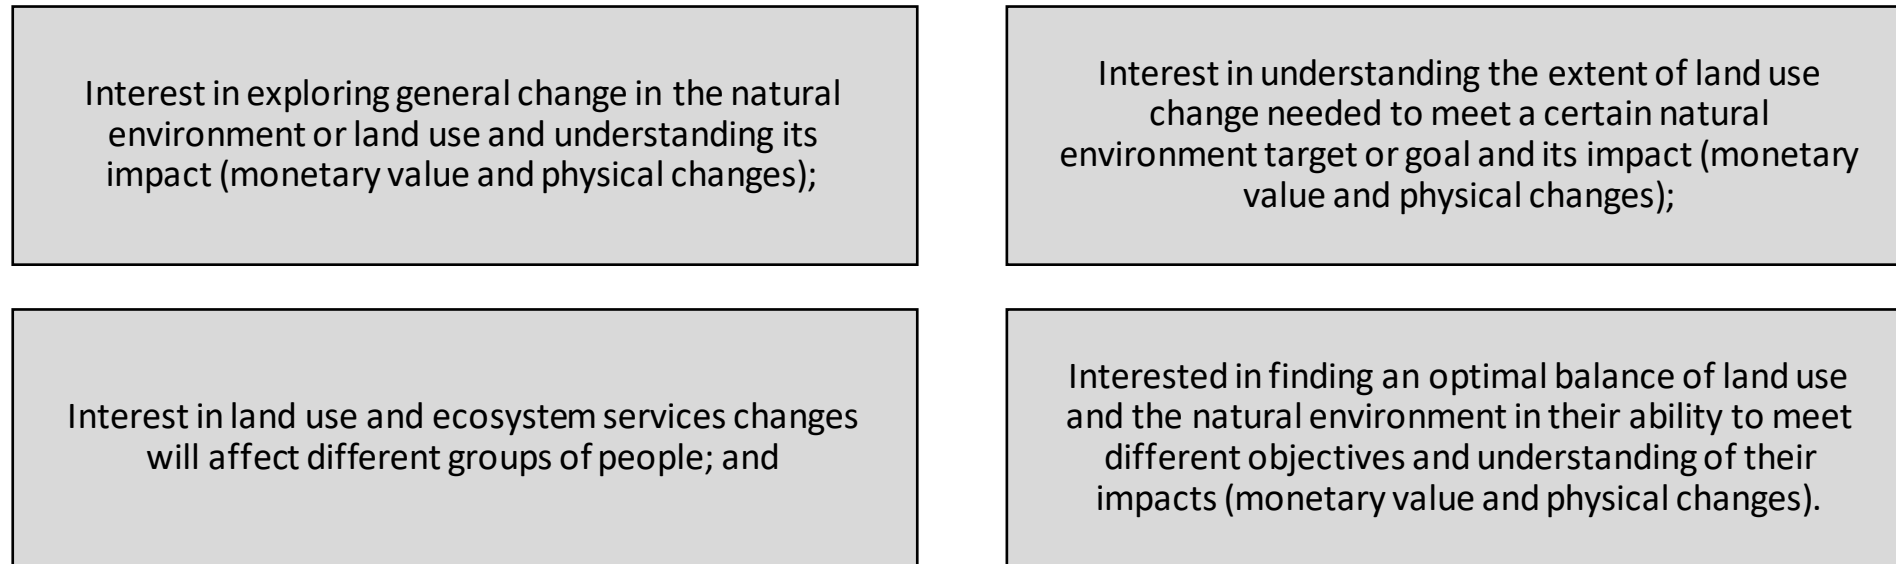 Interest in exploring general change in the natural
environment or land use and understanding its
impact (monetary value and physical changes);
Interest in understanding the extent of land use
change needed to meet a certain natural
environment target or goal and its impact (monetary
value and physical changes);
Interest in land use and ecosystem services changes
will affect different groups of people; and
Interested in finding an optimal balance of land use
and the natural environment in their ability to meet
different objectives and understanding of their
impacts (monetary value and physical changes).